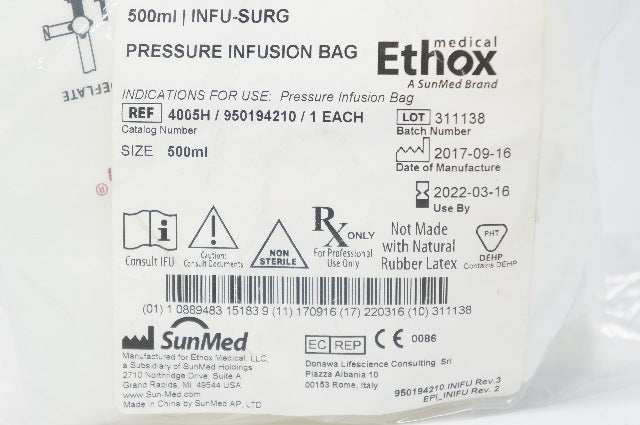 500ml | INFU-SURG
PRESSURE INFUSION BAG
Ethox
medical
A SunMed Brand
DEFLATE
INDICATIONS FOR USE: Pressure Infusion Bag
REF 4005H / 950194210 / 1 EACH
Catalog Number
SIZE 500ml
LOT 311138
Batch Number
2017-09-16
Date of Manufacture
2022-03-16
Use By
Consult IFU
Caution:
Consult Documents
NON
STERILE
Rx ONLY
For Professional
Use Only
Not Made
with Natural
Rubber Latex
PHT
DEHP
Contains DEHP
(01) 1 0889483 15183 9 (11) 170916 (17) 220316 (10) 311138
SunMed
Manufactured for Ethox Medical, LLC,
a Subsidiary of SunMed Holdings
2710 Northridge Drive, Suite A
Grand Rapids, MI. 49544 USA
www.Sun-Med.com
Made in China by SunMed AP, LTD
EC REP CE 0086
Donawa Lifescience Consulting Srl
Piazza Albania 10
00153 Rome, Italy
950194210.INIFU Rev.3
EPI_INIFU Rev. 2